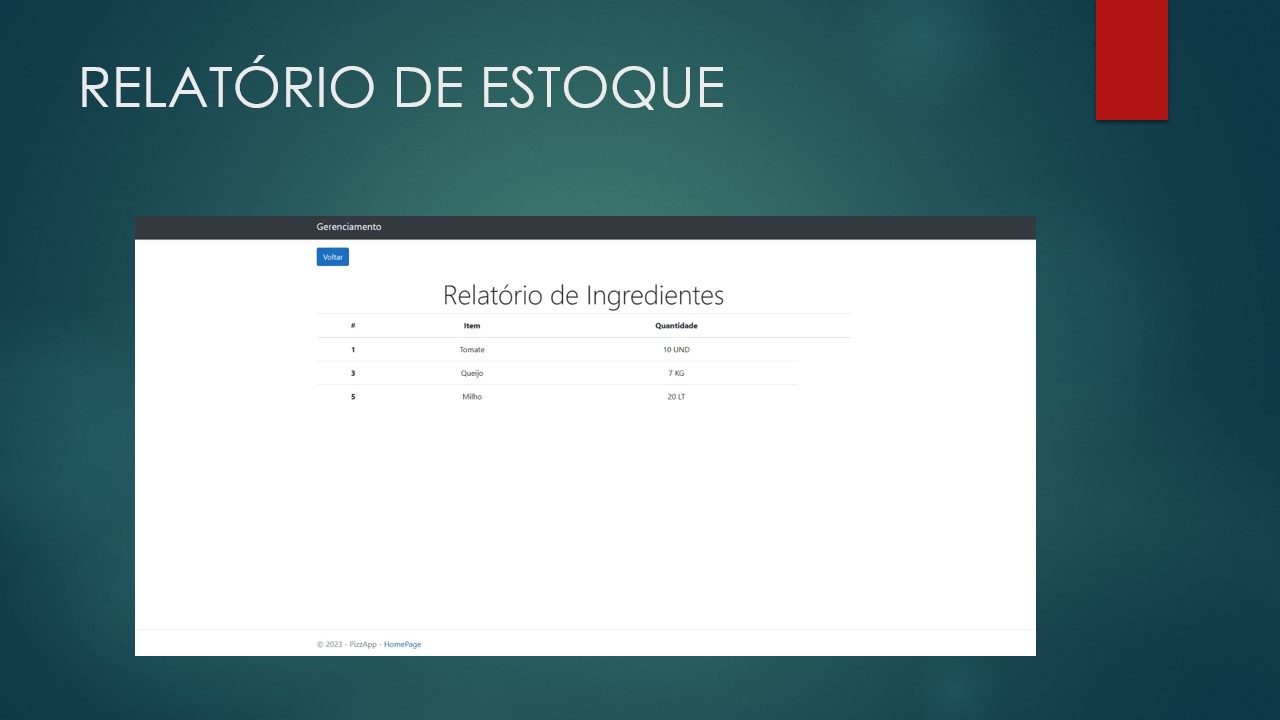 RELATÓRIO DE ESTOQUE
Gerenciamento
Voltar
Relatório de Ingredientes
# Item Quantidade
1 Tomate 10 UND
3 Queijo 7 KG
5 Milho 20 LT
© 2023 - PizzApp - HomePage